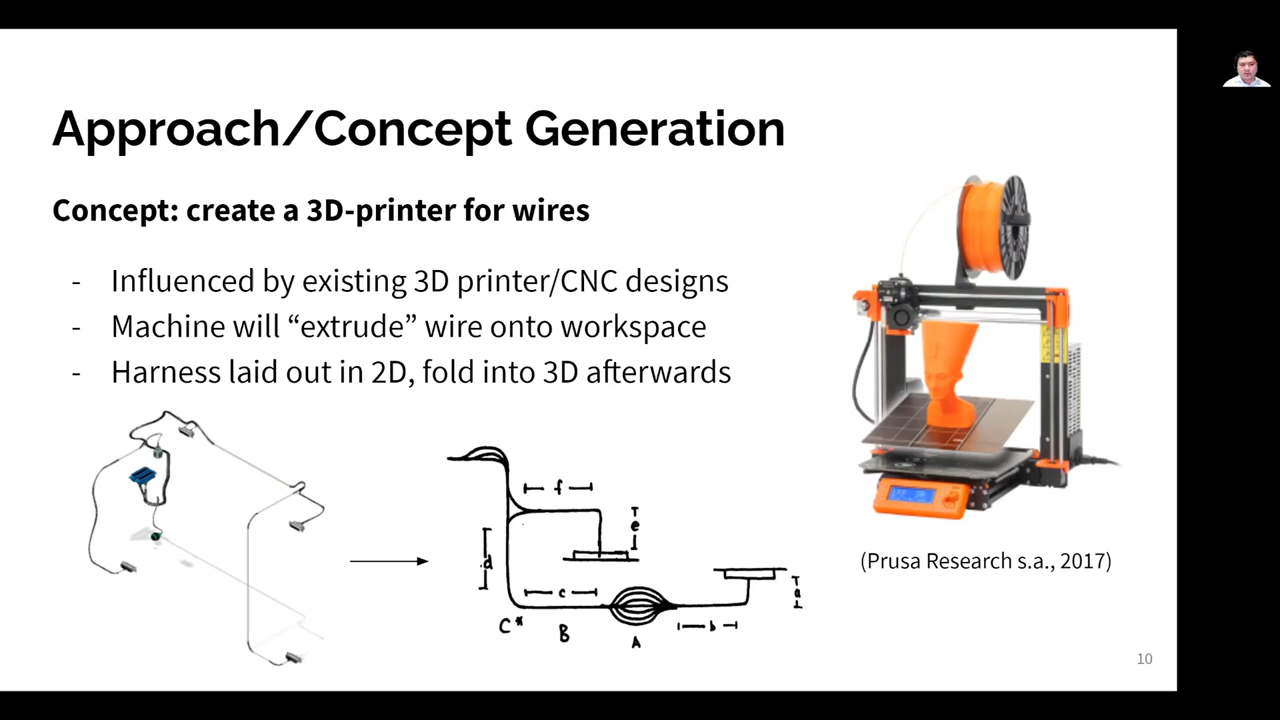 Approach/Concept Generation
Concept: create a 3D-printer for wires
- Influenced by existing 3D printer/CNC designs
- Machine will “extrude” wire onto workspace
- Harness laid out in 2D, fold into 3D afterwards
f
e
d
c
a
b
C*
B
A
(Prusa Research s.a., 2017)
10